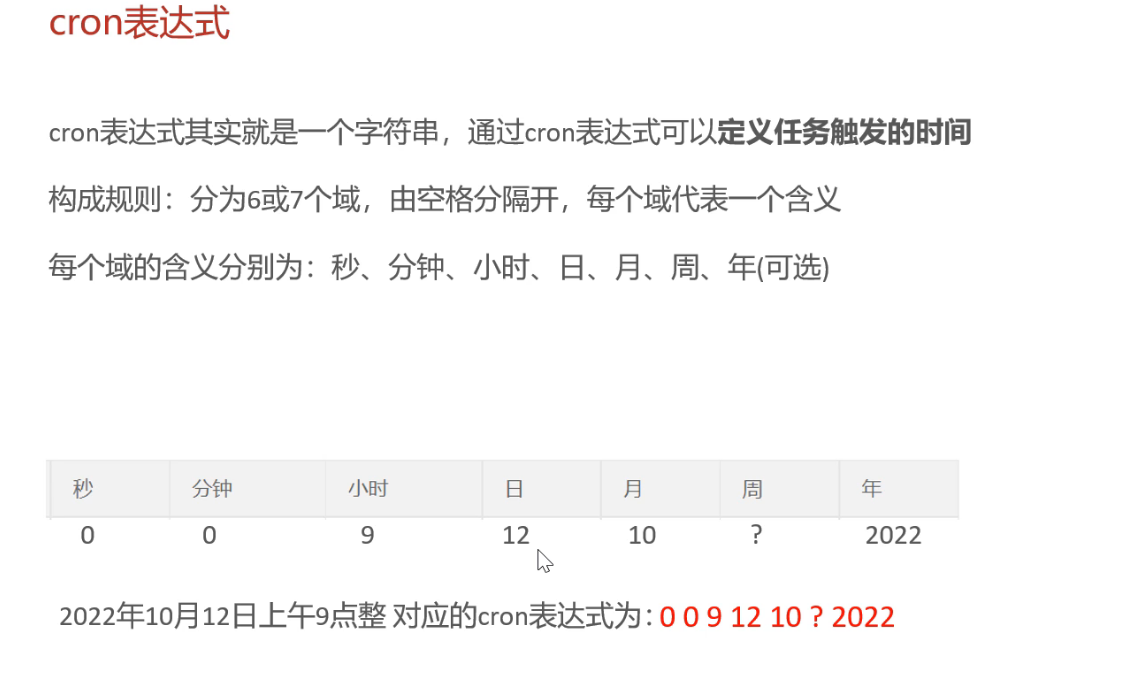 cron表达式
cron表达式其实就是一个字符串，通过cron表达式可以定义任务触发的时间
构成规则：分为6或7个域，由空格分隔开，每个域代表一个含义
每个域的含义分别为：秒、分钟、小时、日、月、周、年(可选)
秒 分钟 小时 日 月 周 年
0 0 9 12 10 ? 2022
2022年10月12日上午9点整 对应的cron表达式为：0 0 9 12 10 ? 2022